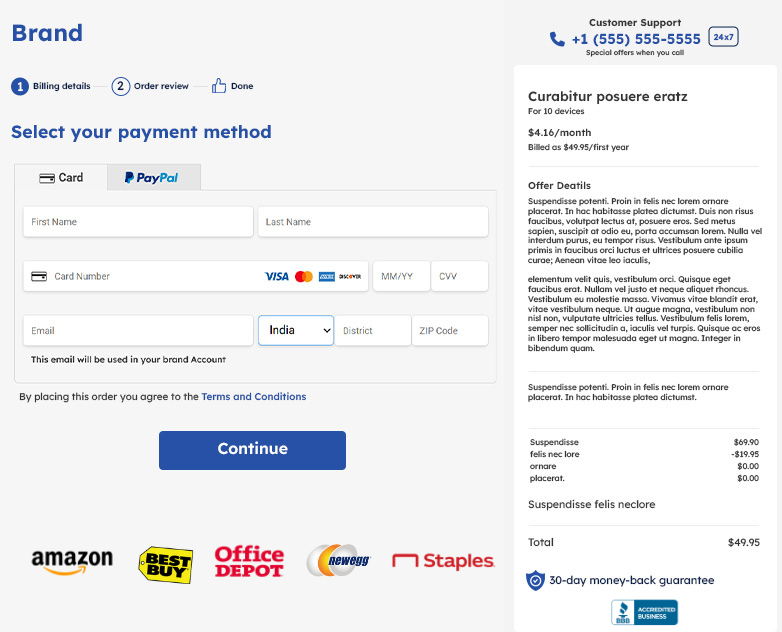 Brand
1 Billing details
2 Order review
Done
Select your payment method
Card
PayPal
First Name
Last Name
Card Number
VISA
DISCOVER
MM/YY
CVV
Email
India
District
ZIP Code
This email will be used in your brand Account
By placing this order you agree to the Terms and Conditions
Continue
amazon
BEST BUY
Office DEPOT
newegg
Staples
Customer Support
+1 (555) 555-5555
24x7
Special offers when you call
Curabitur posuere eratz
For 10 devices
$4.16/month
Billed as $49.95/first year
Offer Deatils
Suspendisse potenti. Proin in felis nec lorem ornare
placerat. In hac habitasse platea dictumst. Duis non risus
faucibus, volutpat lectus at, posuere eros. Sed metus
sapien, suscipit at odio eu, porta accumsan lorem. Nulla vel
interdum purus, eu tempor risus. Vestibulum ante ipsum
primis in faucibus orci luctus et ultrices posuere cubilia
curae; Aenean vitae leo iaculis,
elementum velit quis, vestibulum orci. Quisque eget
faucibus erat. Nullam vel justo et neque aliquet rhoncus.
Vestibulum eu molestie massa. Vivamus vitae blandit erat,
vitae vestibulum neque. Ut augue magna, vestibulum non
nisl non, vulputate ultricies tellus. Vestibulum felis lorem,
semper nec sollicitudin a, iaculis vel turpis. Quisque ac eros
in libero tempor malesuada eget ut magna. Integer in
bibendum quam.
Suspendisse potenti. Proin in felis nec lorem ornare
placerat. In hac habitasse platea dictumst.
Suspendisse $69.90
felis nec lore -$19.95
ornare $0.00
placerat. $0.00
Suspendisse felis neclore
Total $49.95
30-day money-back guarantee
BBB
ACCREDITED
BUSINESS